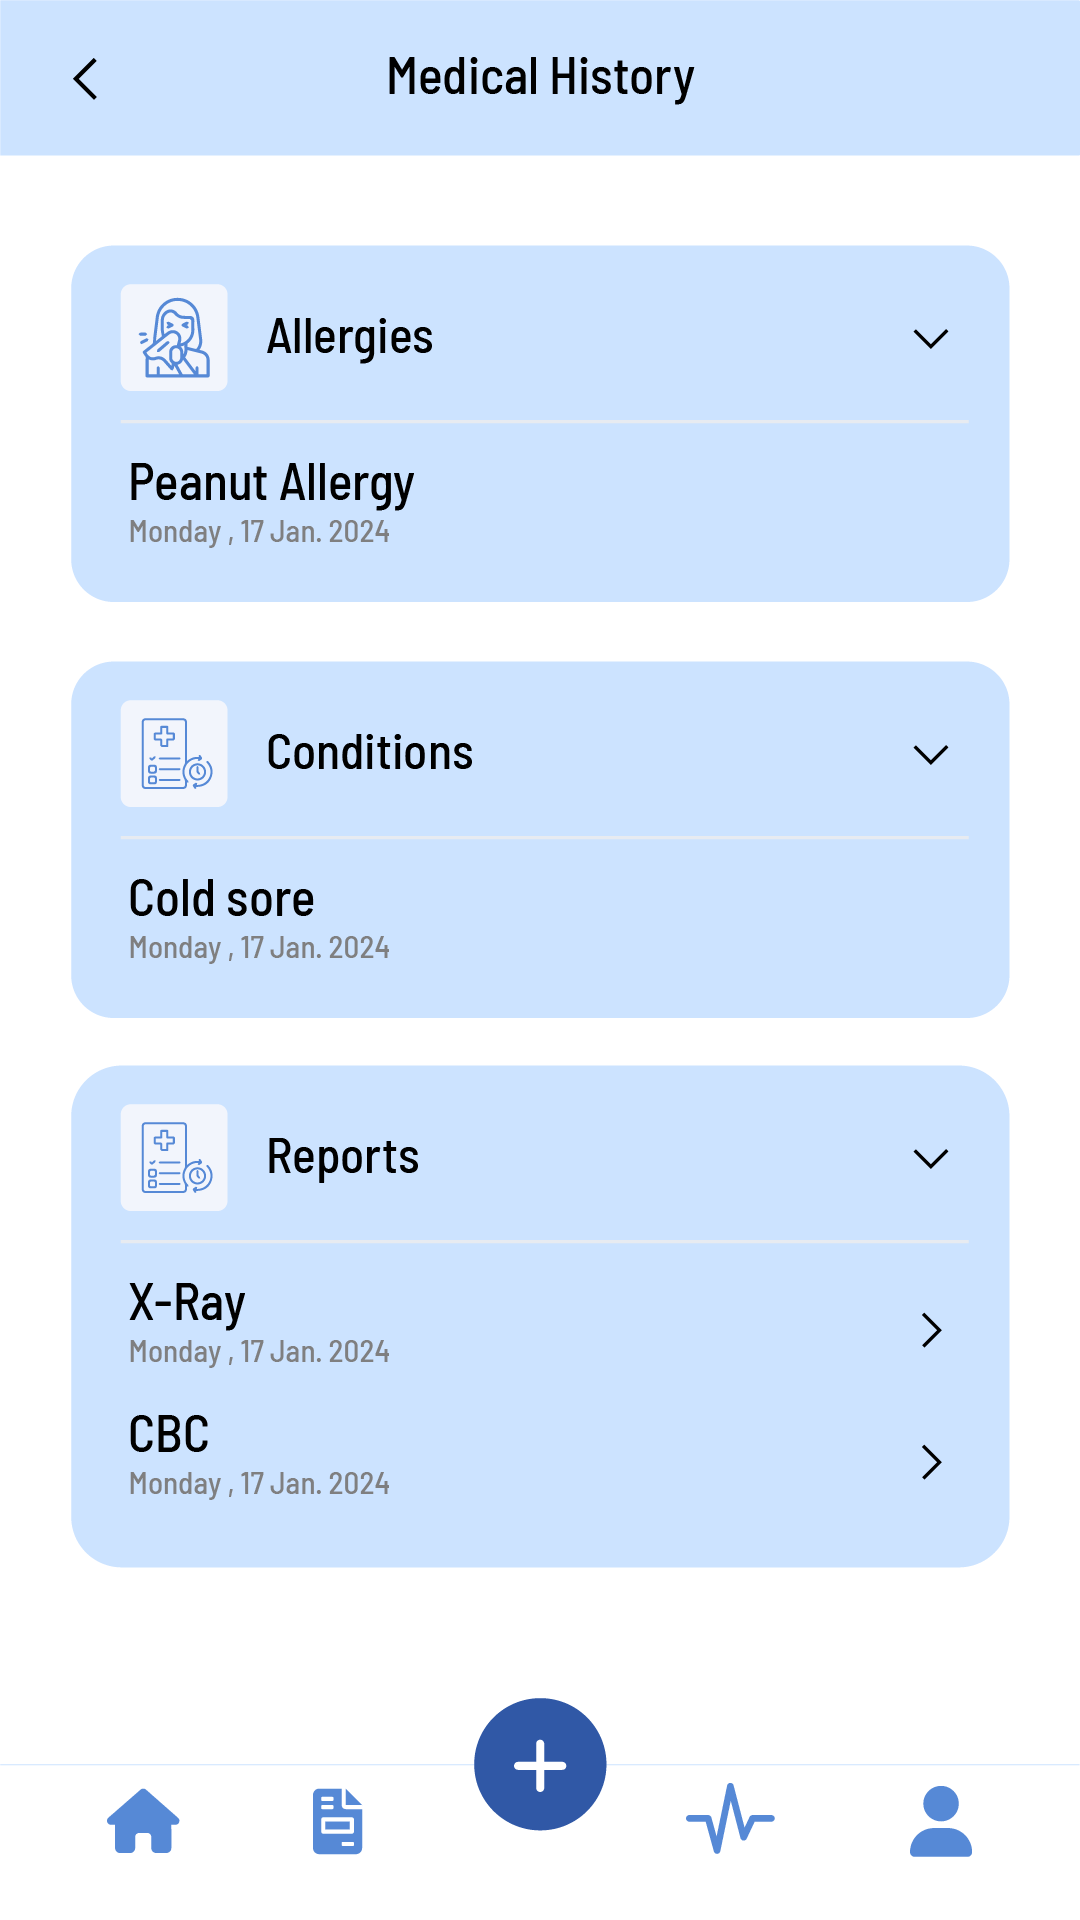 Medical History
Allergies
Peanut Allergy
Monday , 17 Jan. 2024
Conditions
Cold sore
Monday , 17 Jan. 2024
Reports
X-Ray
Monday , 17 Jan. 2024
CBC
Monday , 17 Jan. 2024